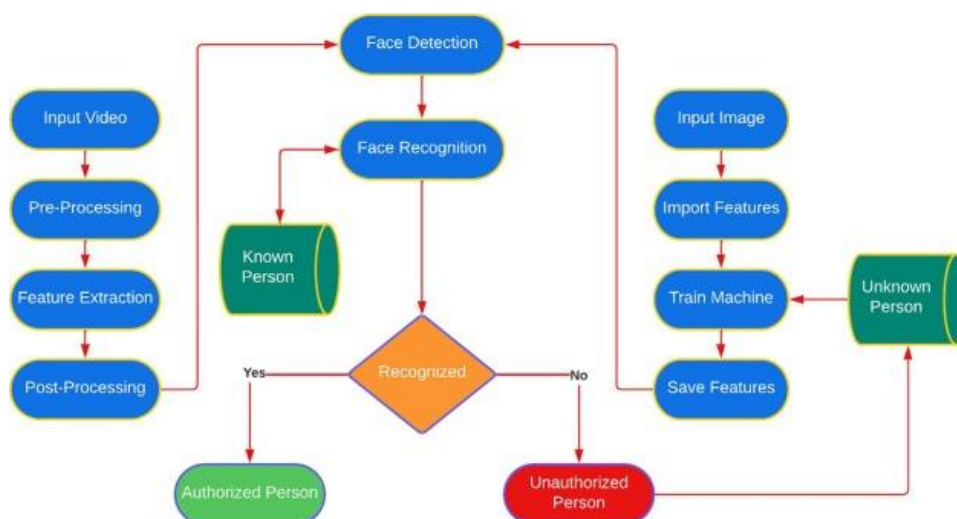 Face Detection
Input Video
Input Image
Face Recognition
Pre-Processing
Import Features
Known
Person
Feature Extraction
Train Machine
Unknown
Person
Post-Processing
Yes
Recognized
No
Save Features
Authorized Person
Unauthorized
Person